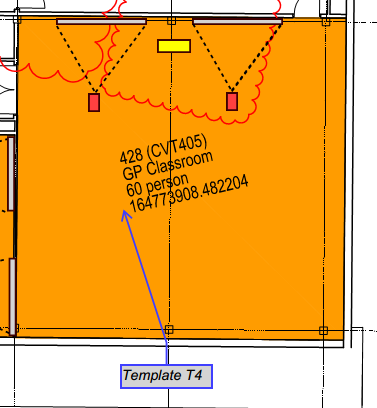 428 (CVT405)
GP Classroom
60 person
164773908.482204
Template T4